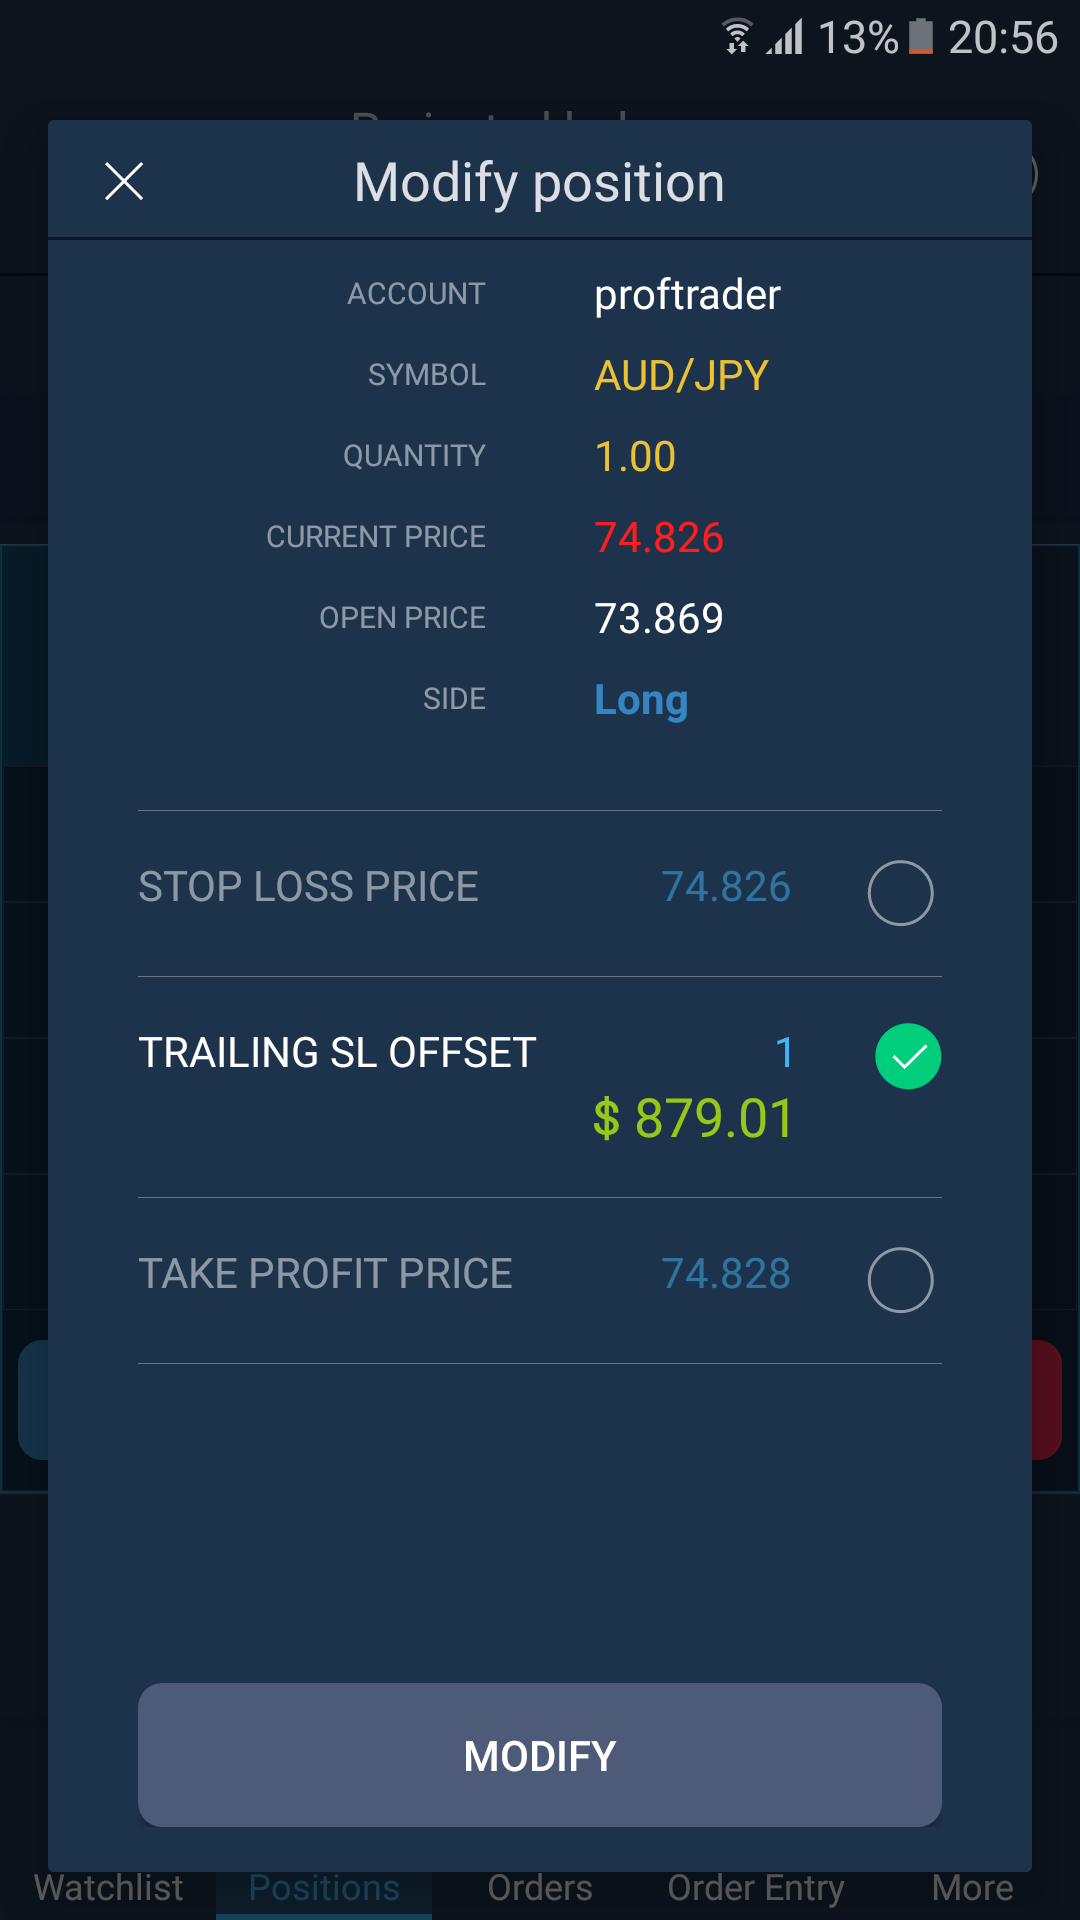 13% 20:56
Modify position
ACCOUNT proftrader
SYMBOL AUD/JPY
QUANTITY 1.00
CURRENT PRICE 74.826
OPEN PRICE 73.869
SIDE Long
STOP LOSS PRICE 74.826
TRAILING SL OFFSET 1
$ 879.01
TAKE PROFIT PRICE 74.828
MODIFY
Watchlist Positions Orders Order Entry More